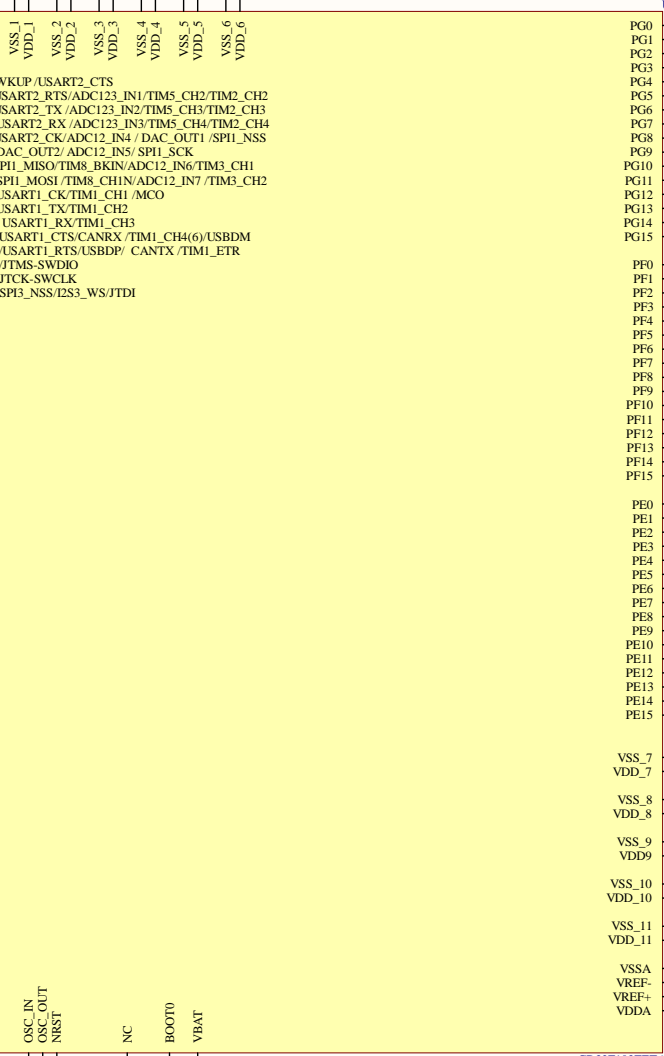 VSS_1
VDD_1
VSS_2
VDD_2
VSS_3
VDD_3
VSS_4
VDD_4
VSS_5
VDD_5
VSS_6
VDD_6
WKUP /USART2_CTS
USART2_RTS/ADC123_IN1/TIM5_CH2/TIM2_CH2
USART2_TX /ADC123_IN2/TIM5_CH3/TIM2_CH3
USART2_RX /ADC123_IN3/TIM5_CH4/TIM2_CH4
USART2_CK/ADC12_IN4 / DAC_OUT1 /SPI1_NSS
DAC_OUT2/ ADC12_IN5/ SPI1_SCK
SPI1_MISO/TIM8_BKIN/ADC12_IN6/TIM3_CH1
SPI1_MOSI /TIM8_CH1N/ADC12_IN7 /TIM3_CH2
USART1_CK/TIM1_CH1 /MCO
USART1_TX/TIM1_CH2
USART1_RX/TIM1_CH3
USART1_CTS/CANRX /TIM1_CH4(6)/USBDM
/USART1_RTS/USBDP/ CANTX /TIM1_ETR
/JTMS-SWDIO
JTCK-SWCLK
SPI3_NSS/I2S3_WS/JTDI
PG0
PG1
PG2
PG3
PG4
PG5
PG6
PG7
PG8
PG9
PG10
PG11
PG12
PG13
PG14
PG15
PF0
PF1
PF2
PF3
PF4
PF5
PF6
PF7
PF8
PF9
PF10
PF11
PF12
PF13
PF14
PF15
PE0
PE1
PE2
PE3
PE4
PE5
PE6
PE7
PE8
PE9
PE10
PE11
PE12
PE13
PE14
PE15
VSS_7
VDD_7
VSS_8
VDD_8
VSS_9
VDD9
VSS_10
VDD_10
VSS_11
VDD_11
VSSA
VREF-
VREF+
VDDA
OSC_IN
OSC_OUT
NRST
NC
BOOT0
VBAT